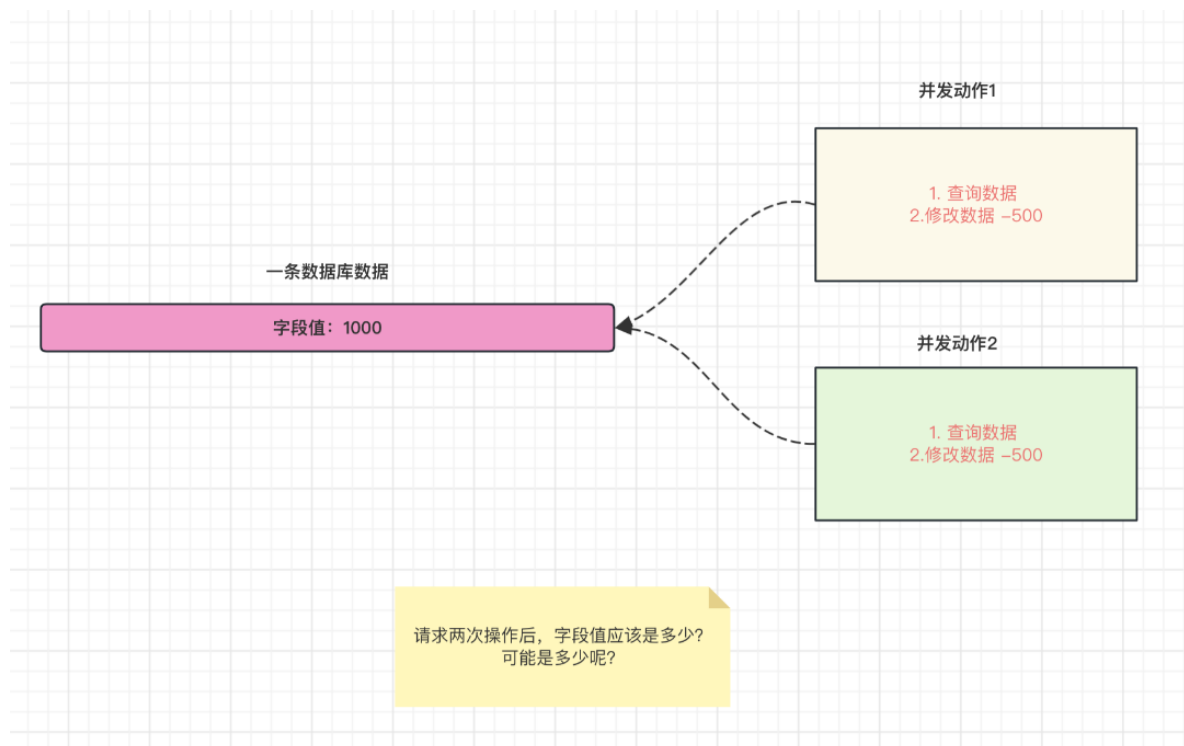 并发动作1
1. 查询数据
2.修改数据 -500
一条数据库数据
字段值：1000
并发动作2
1. 查询数据
2.修改数据 -500
请求两次操作后，字段值应该是多少？
可能是多少呢？